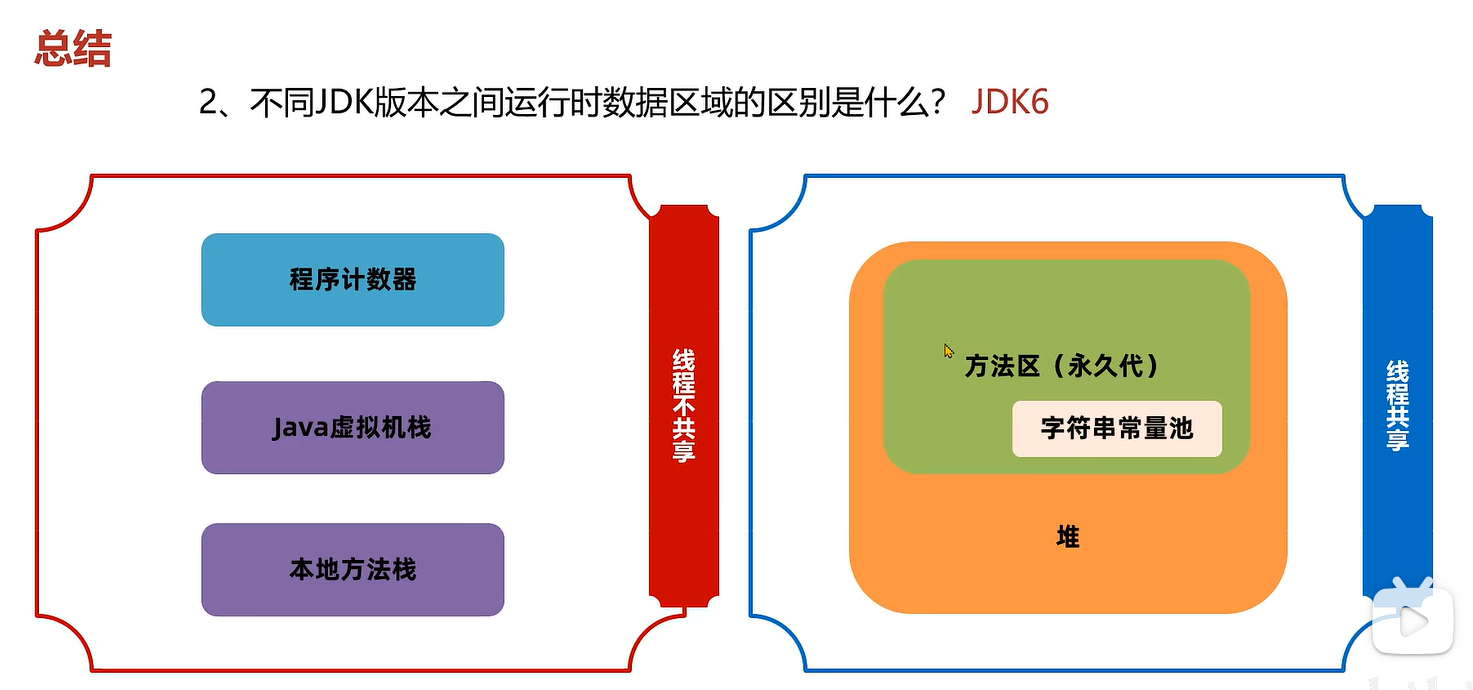 总结
2、不同JDK版本之间运行时数据区域的区别是什么? JDK6
程序计数器
Java虚拟机栈
本地方法栈
线程不共享
方法区（永久代）
字符串常量池
堆
线程共享